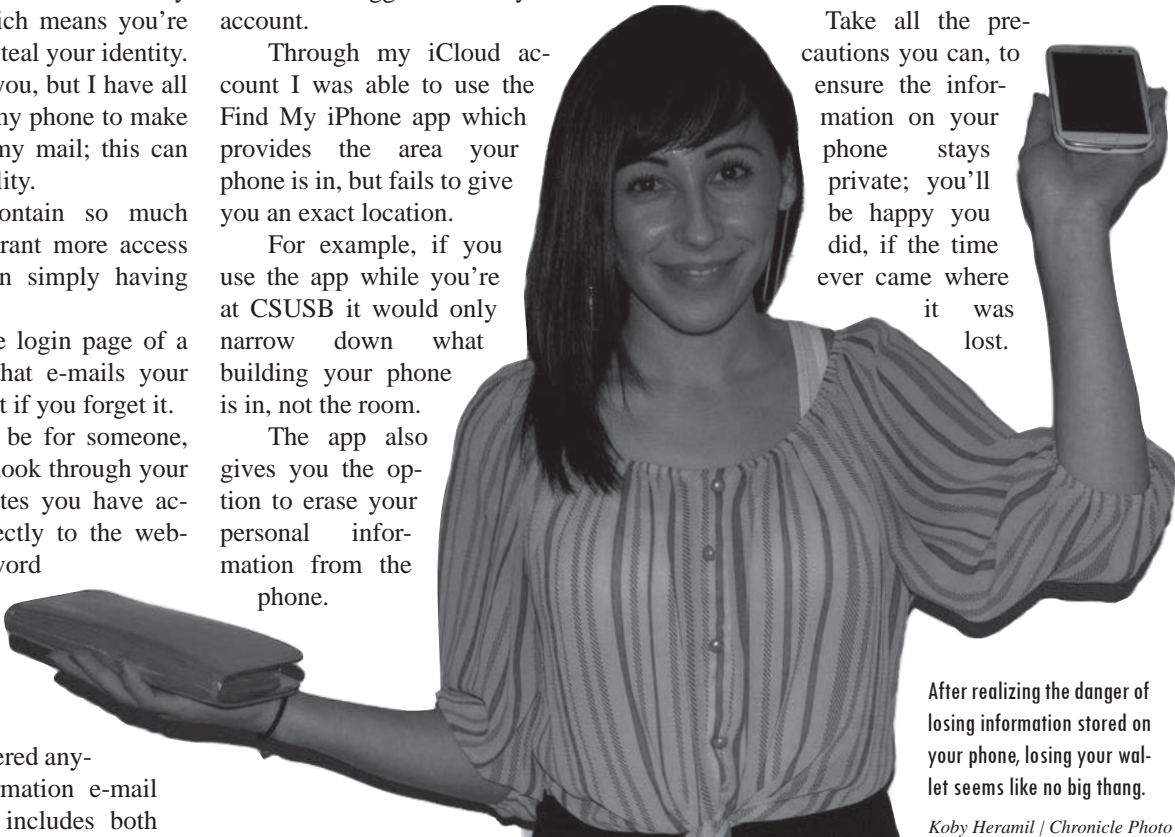 ich means you're
teal your identity.
you, but I have all
my phone to make
my mail; this can
lity.
ontain so much
rant more access
n simply having
e login page of a
hat e-mails your
t if you forget it.
be for someone,
look through your
tes you have ac-
ectly to the web-
word
ered any-
rmation e-mail
includes both
account.
Through my iCloud ac-
count I was able to use the
Find My iPhone app which
provides the area your
phone is in, but fails to give
you an exact location.
For example, if you
use the app while you're
at CSUSB it would only
narrow down what
building your phone
is in, not the room.
The app also
gives you the op-
tion to erase your
personal infor-
mation from the
phone.
Take all the pre-
cautions you can, to
ensure the infor-
mation on your
phone stays
private; you'll
be happy you
did, if the time
ever came where
it was
lost.
After realizing the danger of
losing information stored on
your phone, losing your wal-
let seems like no big thang.
Koby Heramil | Chronicle Photo